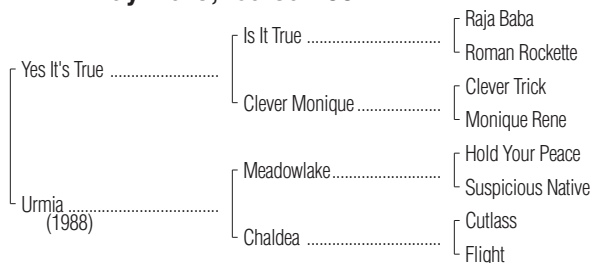 Raja Baba
Is It True
Roman Rockette
Yes It's True
Clever Trick
Clever Monique
Monique Rene
Hold Your Peace
Meadowlake
Suspicious Native
Urmia
(1988)
Cutlass
Chaldea
Flight